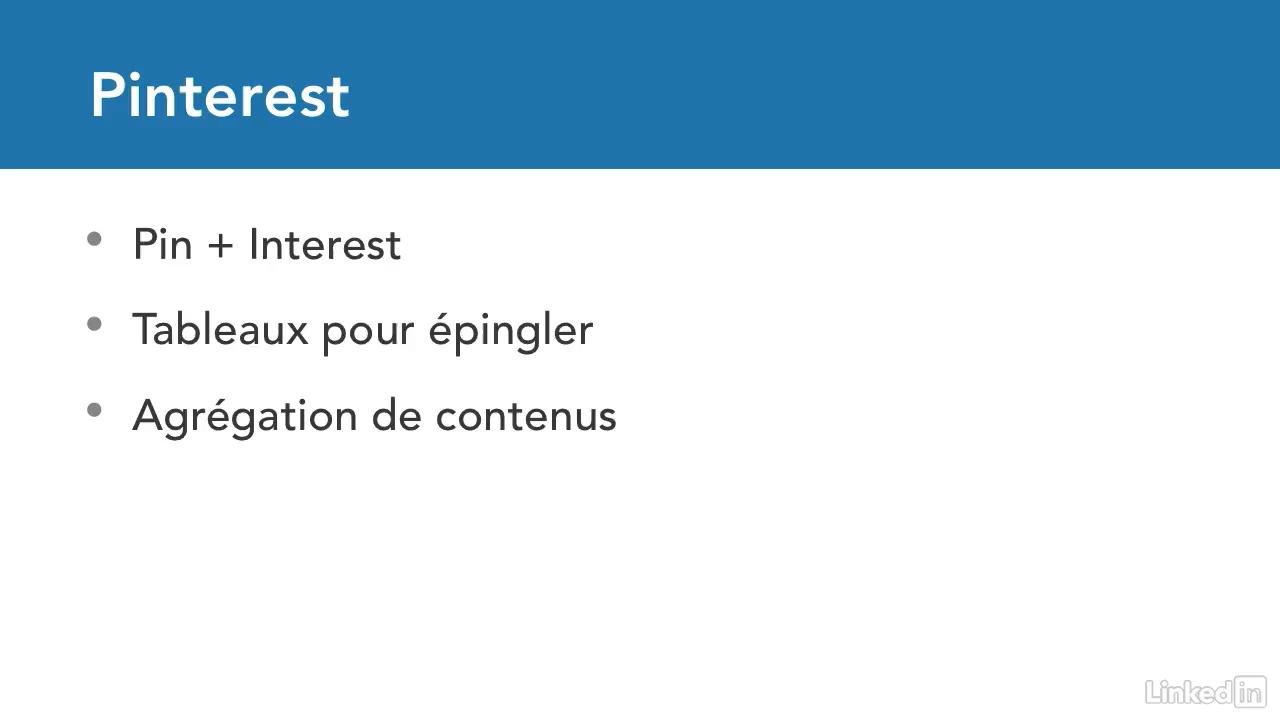 Pinterest
• Pin + Interest
• Tableaux pour épingler
• Agrégation de contenus
Linked in